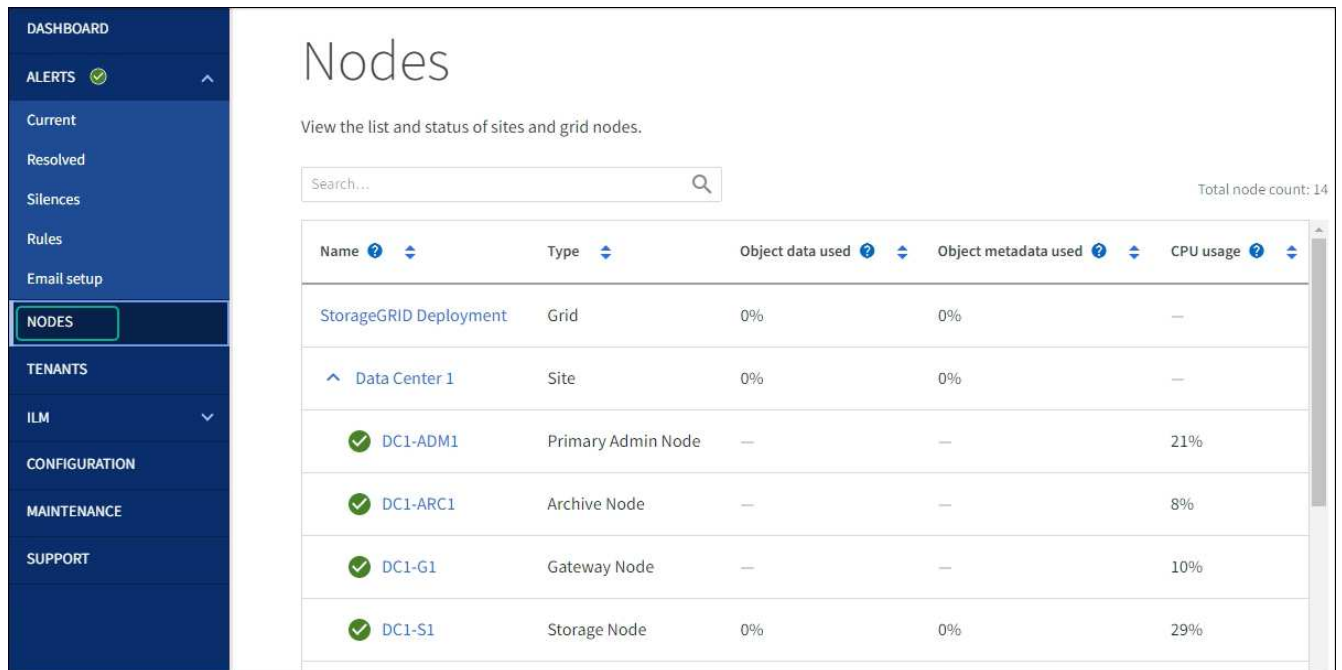 DASHBOARD
ALERTS
Current
Resolved
Silences
Rules
Email setup
NODES
TENANTS
ILM
CONFIGURATION
MAINTENANCE
SUPPORT
Nodes
View the list and status of sites and grid nodes.
Search...
Total node count: 14
Name ? Type Object data used ? Object metadata used ? CPU usage ?
StorageGRID Deployment Grid 0% 0% —
Data Center 1 Site 0% 0% —
DC1-ADM1 Primary Admin Node — — 21%
DC1-ARC1 Archive Node — — 8%
DC1-G1 Gateway Node — — 10%
DC1-S1 Storage Node 0% 0% 29%